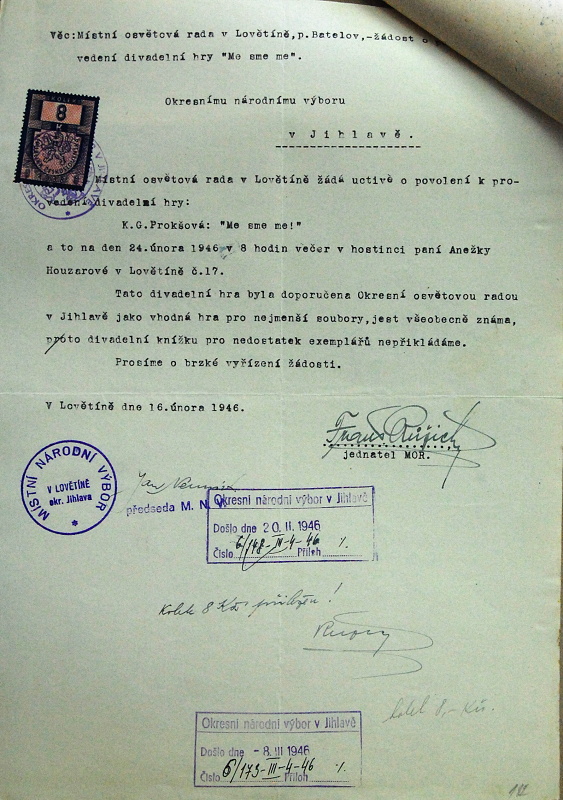 Věc:Místní osvětová rada v Lovětíně,p.Batelov,-žádost o
vedení divadelní hry "Me sme me".
Okresnímu národnímu výboru
v Jihlavě.
8
Místní osvětová rada v Lovětíně žádá uctivě o povolení k pro-
vedení divadelní hry:
K.G.Prokšová: "Me sme me!"
a to na den 24.února 1946 v 8 hodin večer v hostinci paní Anežky
Houzarové v Lovětíně č.17.
Tato divadelní hra byla doporučena Okresní osvětovou radou
v Jihlavě jako vhodná hra pro nejmenší soubory,jest všeobecně známa,
proto divadelní knížku pro nedostatek exemplářů nepřikládáme.
Prosíme o brzké vyřízení žádosti.
V Lovětíně dne 16.února 1946.
jednatel MOR.
MÍSTNÍ NÁRODNÍ VÝBOR
V LOVĚTÍNĚ
okr. Jihlava
Jan
předseda M. N. V.
Okresní národní výbor v Jihlavě
Došlo dne 20. II. 1946
Číslo 6/148-III-4-46 Příloh %.
Kolek 8 Kčs přiložen!
kolek 8,- Kčs.
Okresní národní výbor v Jihlavě
Došlo dne -8. III 1946
Číslo 6/173-III-4-46 Příloh %.